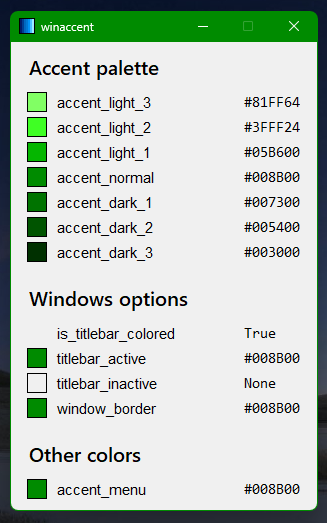 winaccent
Accent palette
accent_light_3 #81FF64
accent_light_2 #3FFF24
accent_light_1 #05B600
accent_normal #008B00
accent_dark_1 #007300
accent_dark_2 #005400
accent_dark_3 #003000
Windows options
is_titlebar_colored True
titlebar_active #008B00
titlebar_inactive None
window_border #008B00
Other colors
accent_menu #008B00